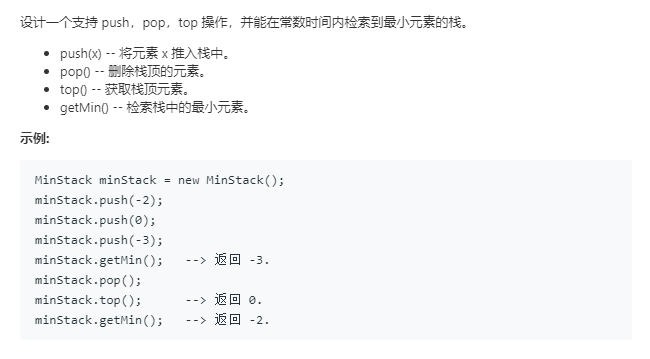 设计一个支持 push，pop，top 操作，并能在常数时间内检索到最小元素的栈。
• push(x) -- 将元素 x 推入栈中。
• pop() -- 删除栈顶的元素。
• top() -- 获取栈顶元素。
• getMin() -- 检索栈中的最小元素。
示例:
MinStack minStack = new MinStack();
minStack.push(-2);
minStack.push(0);
minStack.push(-3);
minStack.getMin();   --> 返回 -3.
minStack.pop();
minStack.top();      --> 返回 0.
minStack.getMin();   --> 返回 -2.